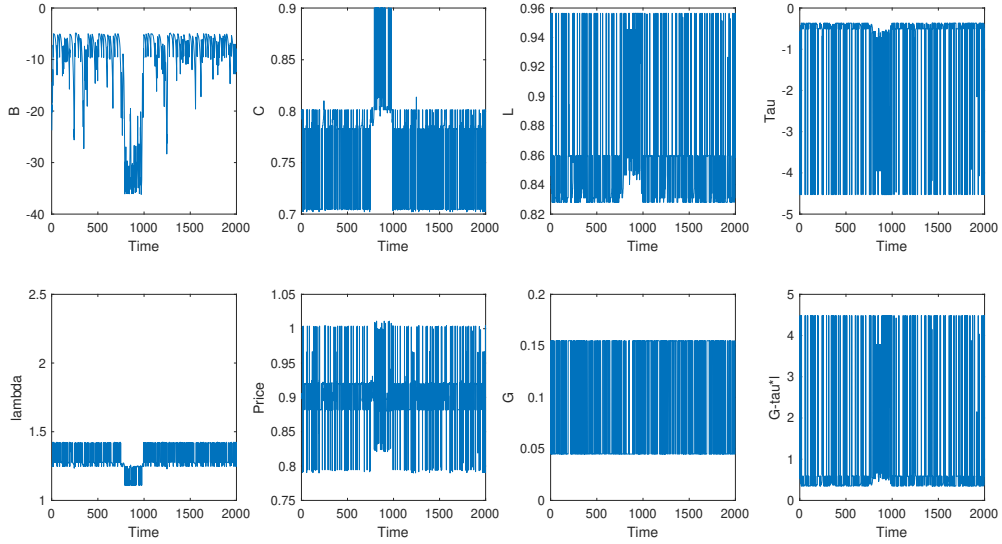 0
-10
-20
-30
-40
B
0 500 1000 1500 2000
Time
0.9
0.85
0.8
0.75
0.7
C
0 500 1000 1500 2000
Time
0.96
0.94
0.92
0.9
0.88
0.86
0.84
0.82
L
0 500 1000 1500 2000
Time
0
-1
-2
-3
-4
-5
Tau
0 500 1000 1500 2000
Time
2.5
2
1.5
1
lambda
0 500 1000 1500 2000
Time
1.05
1
0.95
0.9
0.85
0.8
0.75
Price
0 500 1000 1500 2000
Time
0.2
0.15
0.1
0.05
0
G
0 500 1000 1500 2000
Time
5
4
3
2
1
0
G-tau*l
0 500 1000 1500 2000
Time